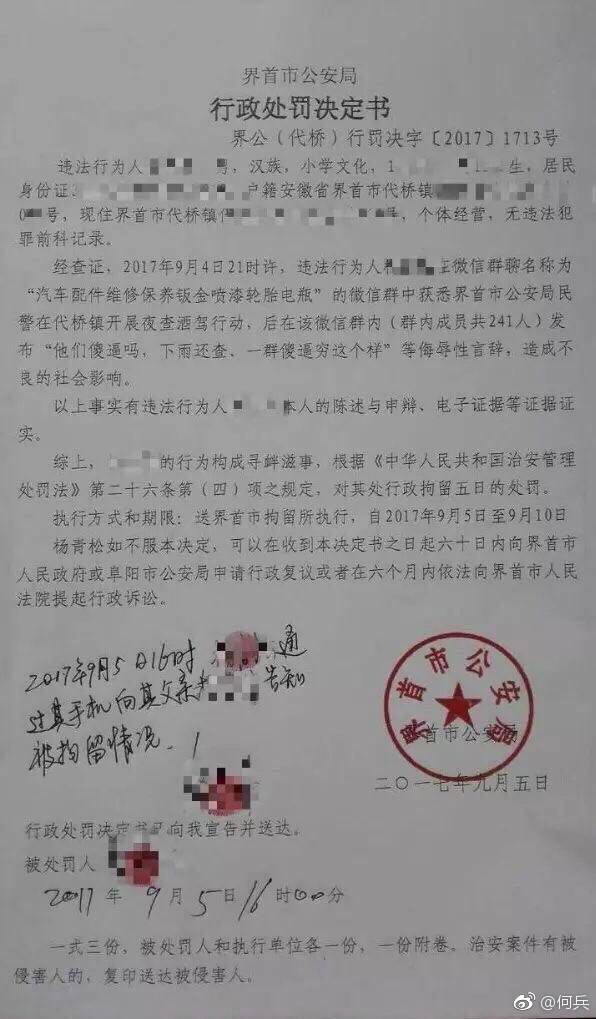 界首市公安局
行政处罚决定书
界公（代桥）行罚决字〔2017〕1713号
违法行为人 男，汉族，小学文化，1 生，居民
身份证3 户籍安徽省界首市代桥镇
0 号，现住界首市代桥镇 ，个体经营，无违法犯
罪前科记录。
经查证，2017年9月4日21时许，违法行为人 在微信群聊名称为
“汽车配件维修保养钣金喷漆轮胎电瓶”的微信群中获悉界首市公安局民
警在代桥镇开展夜查酒驾行动，后在该微信群内（群内成员共241人）发
布“他们傻逼吗，下雨还查、一群傻逼穷这个样”等侮辱性言辞，造成不
良的社会影响。
以上事实有违法行为人 本人的陈述与申辩、电子证据等证据证
实。
综上， 的行为构成寻衅滋事，根据《中华人民共和国治安管理
处罚法》第二十六条第（四）项之规定，对其处行政拘留五日的处罚。
执行方式和期限：送界首市拘留所执行，自2017年9月5日至9月10日
杨青松如不服本决定，可以在收到本决定书之日起六十日内向界首市
人民政府或阜阳市公安局申请行政复议或者在六个月内依法向界首市人民
法院提起行政诉讼。
2017年9月5日16时 通
过其手机向其父亲 告知
被拘留情况.
界首市公安局
首市公安局
二〇一七年九月五日
行政处罚决定书已向我宣告并送达。
被处罚人
2017 年 9 月 5 日 16 时00分
一式三份，被处罚人和执行单位各一份，一份附卷。治安案件有被
侵害人的，复印送达被侵害人。
@何兵